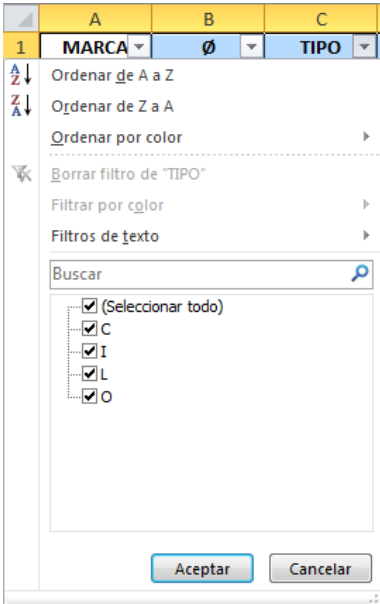 A B C
1 MARCA Ø TIPO
Ordenar de A a Z
Ordenar de Z a A
Ordenar por color
Borrar filtro de "TIPO"
Filtrar por color
Filtros de texto
Buscar
(Seleccionar todo)
C
I
L
O
Aceptar Cancelar